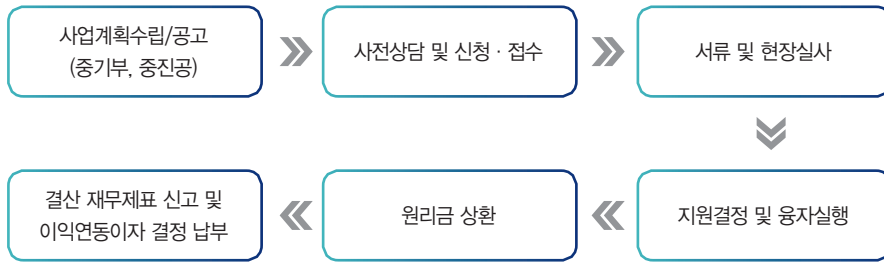 사업계획수립/공고
(중기부, 중진공)
사전상담 및 신청 · 접수
서류 및 현장실사
지원결정 및 융자실행
원리금 상환
결산 재무제표 신고 및
이익연동이자 결정 납부